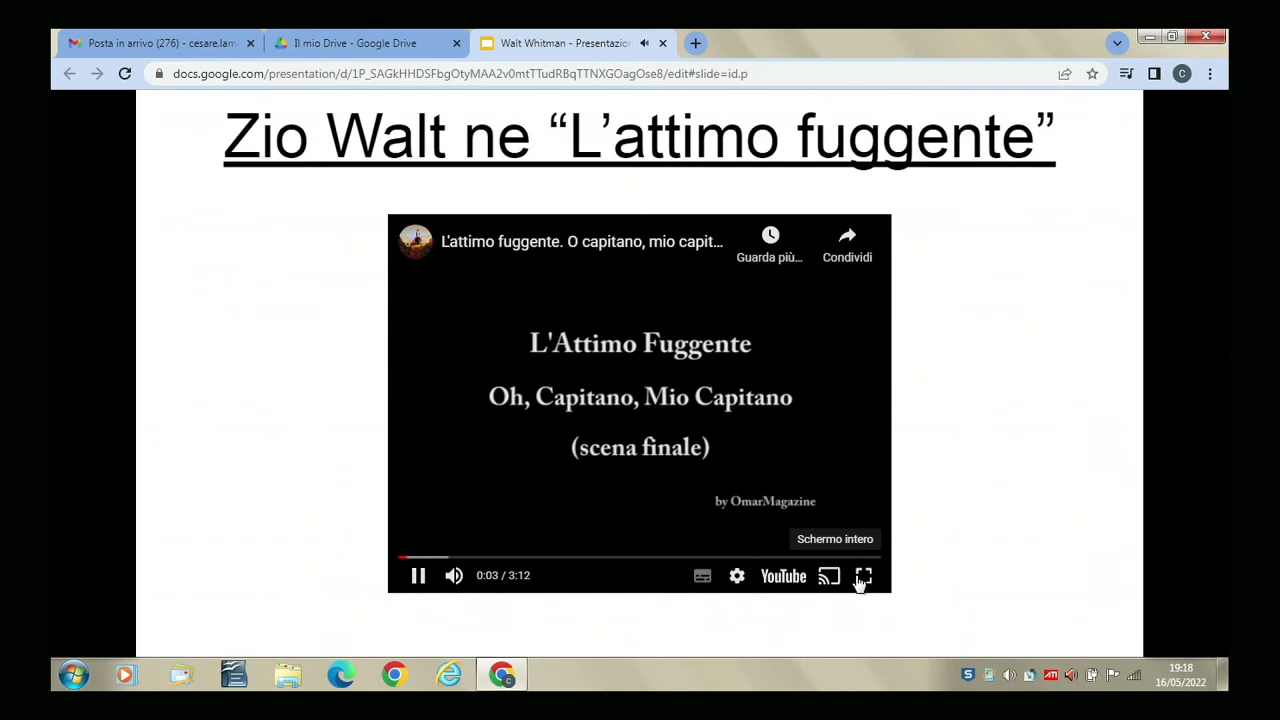 Posta in arrivo (276) - cesare.lam
Il mio Drive - Google Drive
Walt Whitman - Presentazio
docs.google.com/presentation/d/1P_SAGkHHDSFbgOtyMAA2v0mtTTudRBqTTNXGOagOse8/edit#slide=id.p
C
Zio Walt ne “L’attimo fuggente”
L'attimo fuggente. O capitano, mio capit...
Guarda più...
Condividi
L'Attimo Fuggente
Oh, Capitano, Mio Capitano
(scena finale)
by OmarMagazine
Schermo intero
0:03 / 3:12
YouTube
19:18
16/05/2022